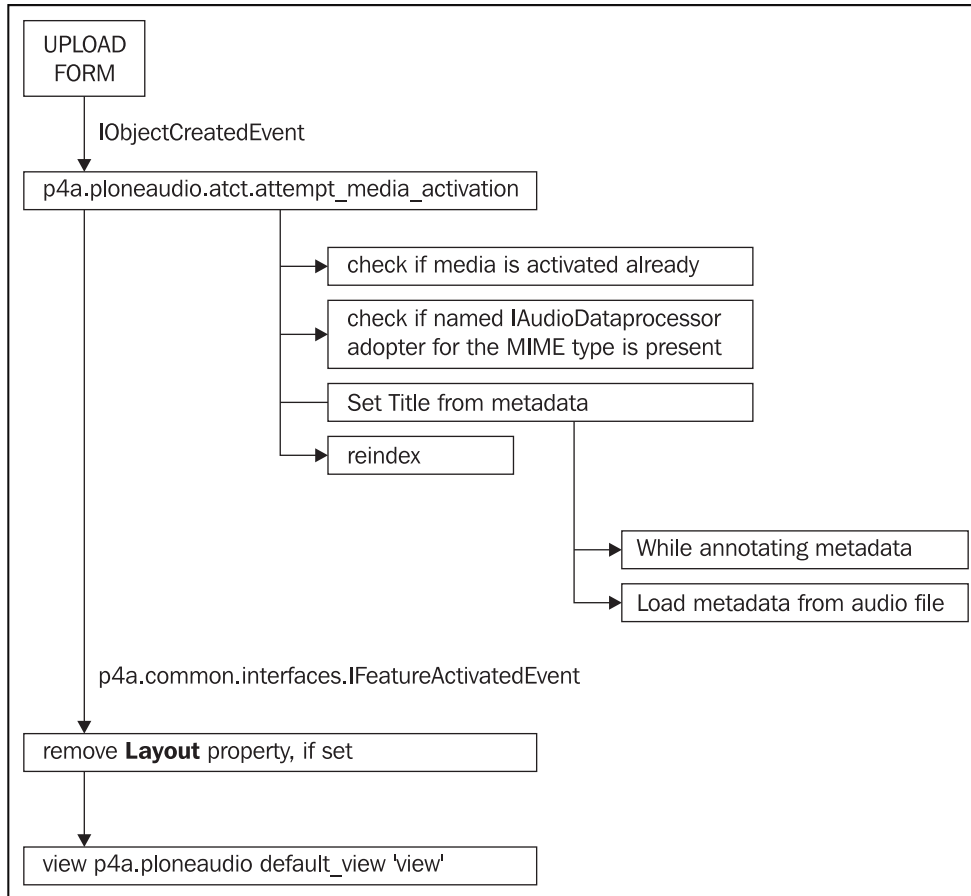 UPLOAD
FORM
IObjectCreatedEvent
p4a.ploneaudio.atct.attempt_media_activation
check if media is activated already
check if named IAudioDataprocessor
adopter for the MIME type is present
Set Title from metadata
reindex
While annotating metadata
Load metadata from audio file
p4a.common.interfaces.IFeatureActivatedEvent
remove Layout property, if set
view p4a.ploneaudio default_view 'view'